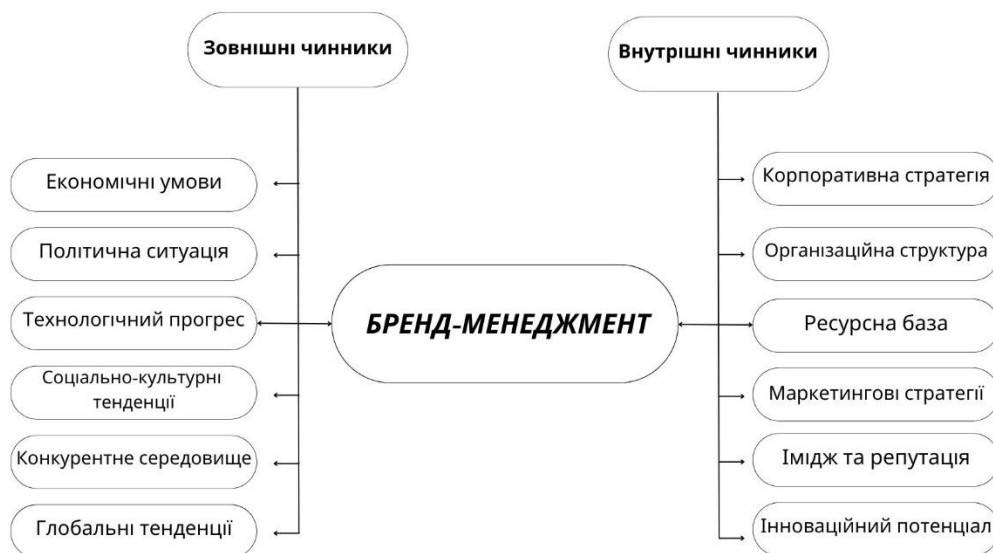 Зовнішні чинники
Економічні умови
Політична ситуація
Технологічний прогрес
Соціально-культурні
тенденції
Конкурентне середовище
Глобальні тенденції
БРЕНД-МЕНЕДЖМЕНТ
Внутрішні чинники
Корпоративна стратегія
Організаційна структура
Ресурсна база
Маркетингові стратегії
Імідж та репутація
Інноваційний потенціал